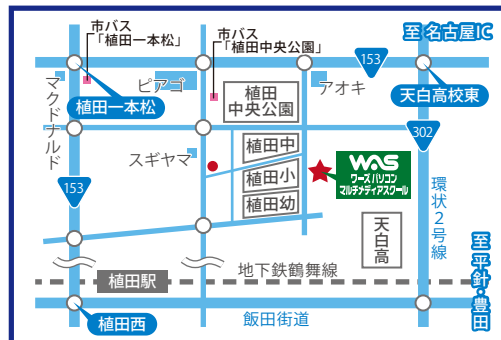 市バス
「植田一本松」
市バス
「植田中央公園」
至 名古屋IC
153
マクドナルド
ピアゴ
植田
中央公園
アオキ
植田一本松
天白高校東
植田中
302
スギヤマ
植田小
WAS
ワーズパソコン
マルチメディアスクール
153
植田幼
天白高
環状2号線
至 平針・豊田
地下鉄鶴舞線
植田駅
植田西
飯田街道